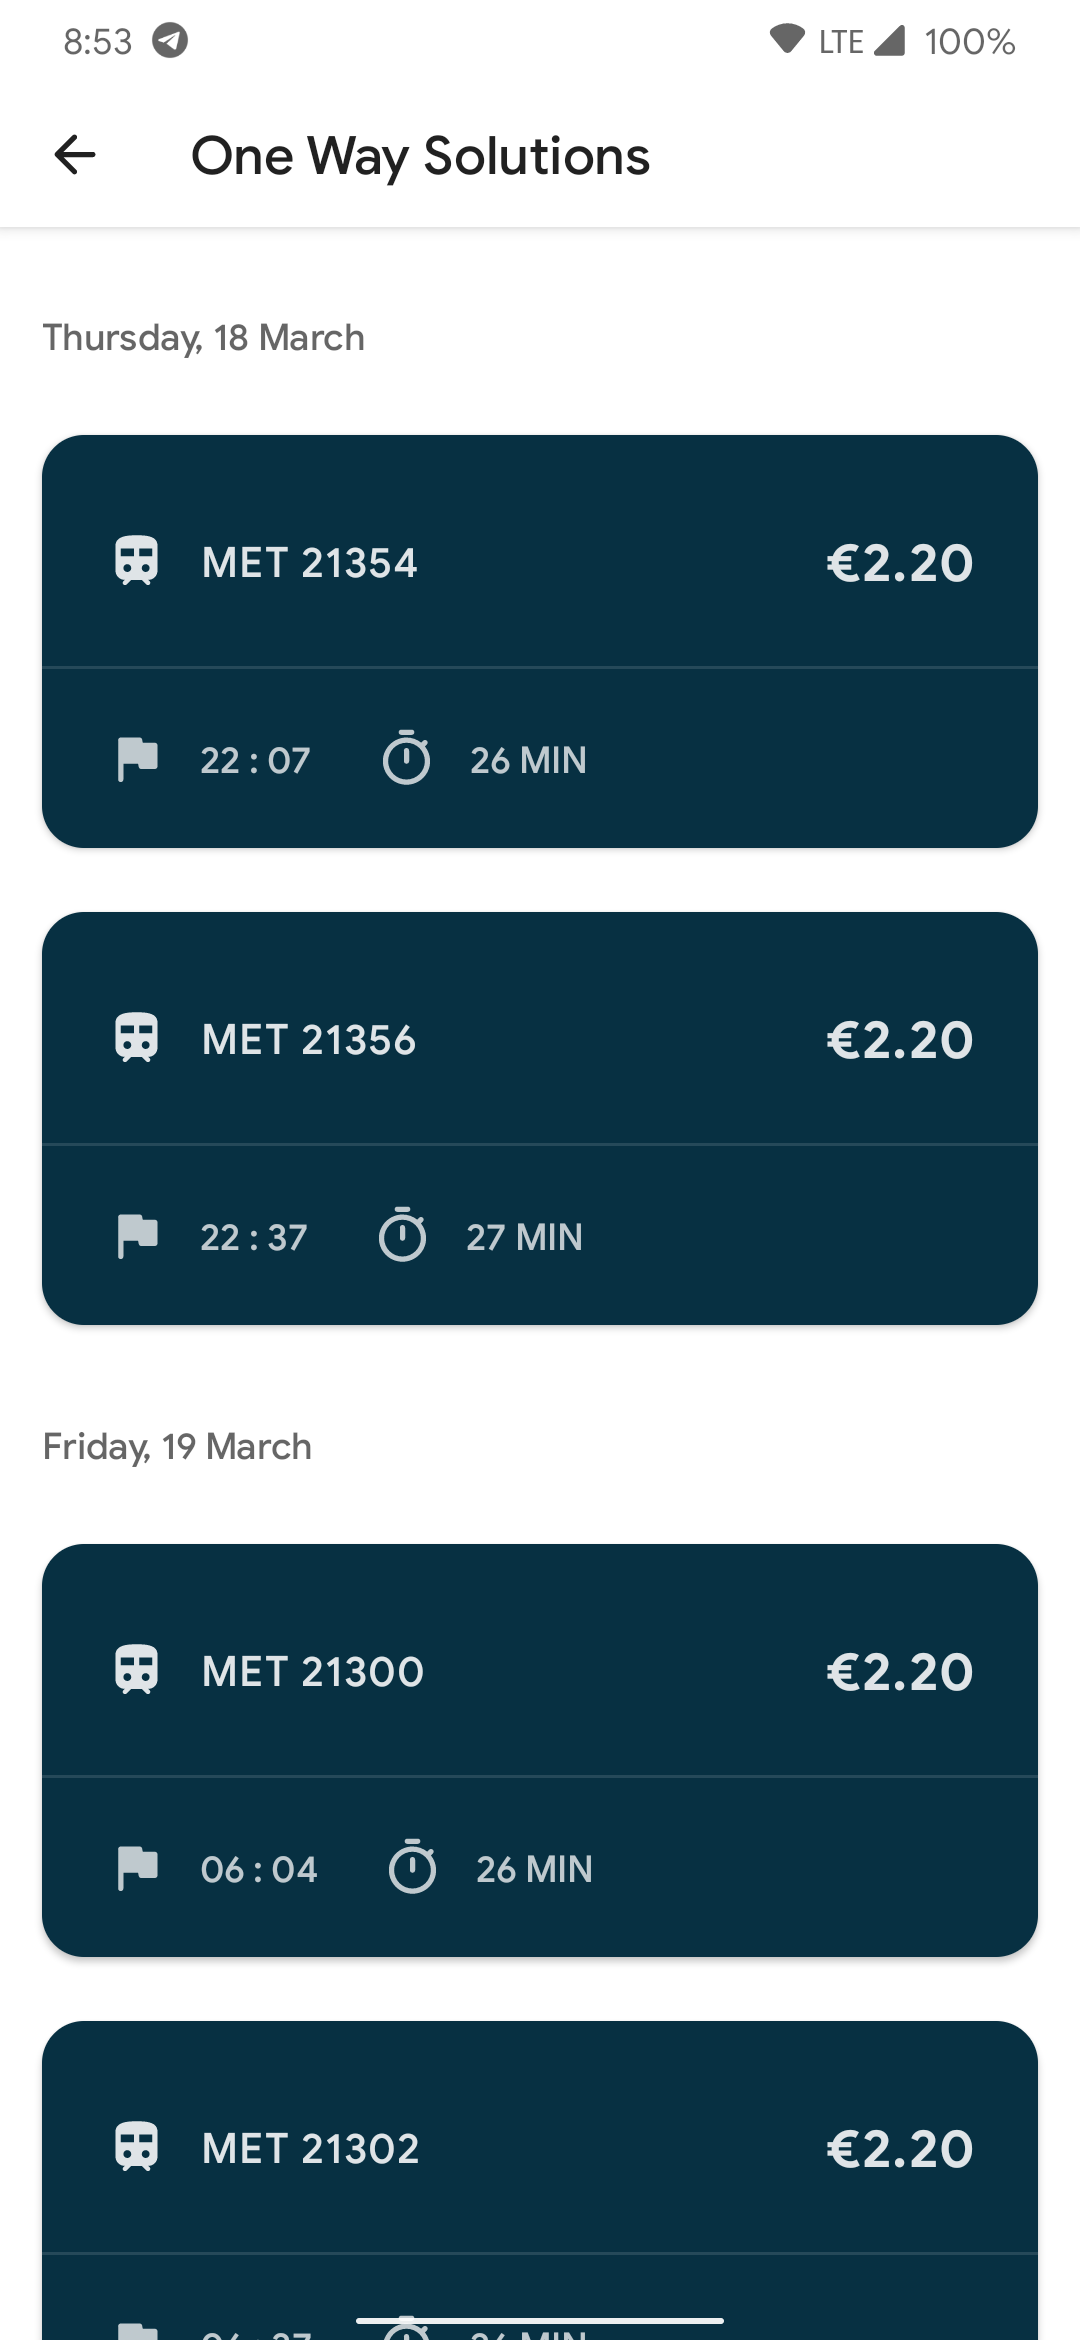 8:53 LTE 100%
One Way Solutions
Thursday, 18 March
MET 21354 €2.20
22 : 07 26 MIN
MET 21356 €2.20
22 : 37 27 MIN
Friday, 19 March
MET 21300 €2.20
06 : 04 26 MIN
MET 21302 €2.20